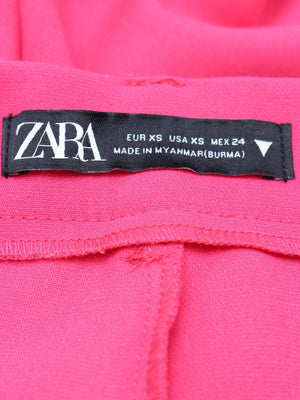 ZARA
EUR XS USA XS MEX 24
MADE IN MYANMAR(BURMA)